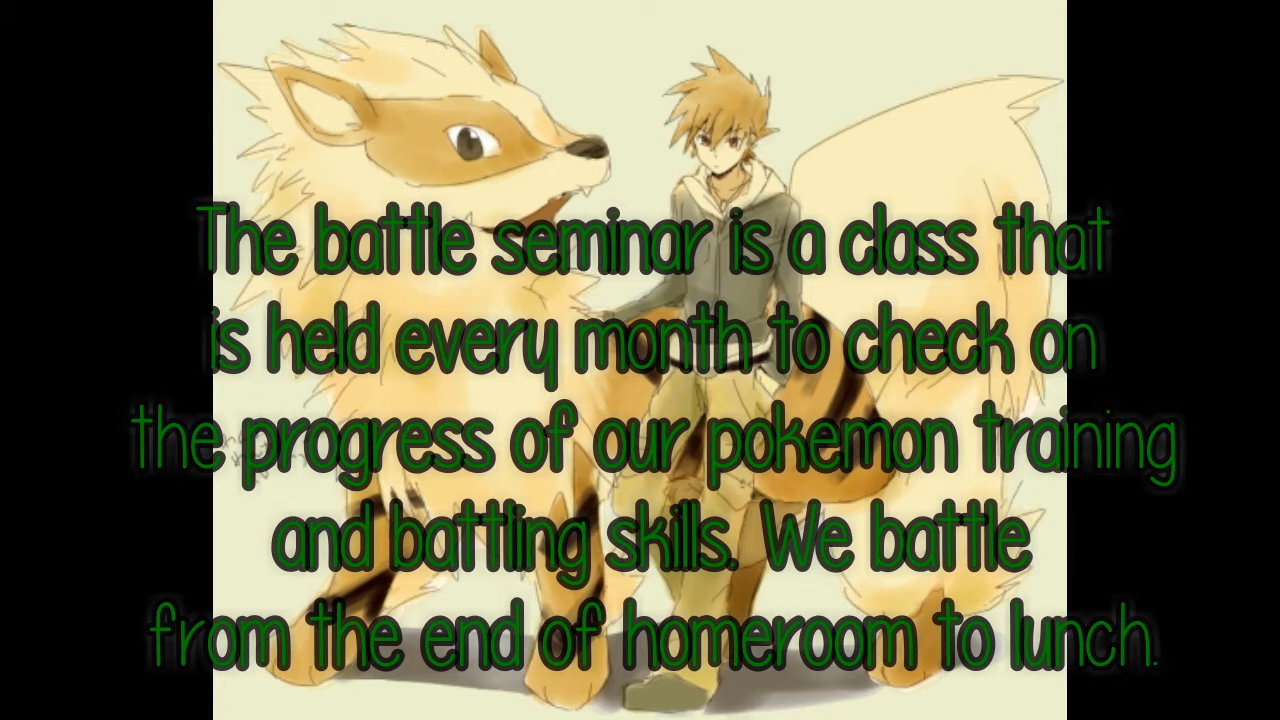 The battle seminar is a class that
is held every month to check on
the progress of our pokemon training
and battling skills. We battle
from the end of homeroom to lunch.